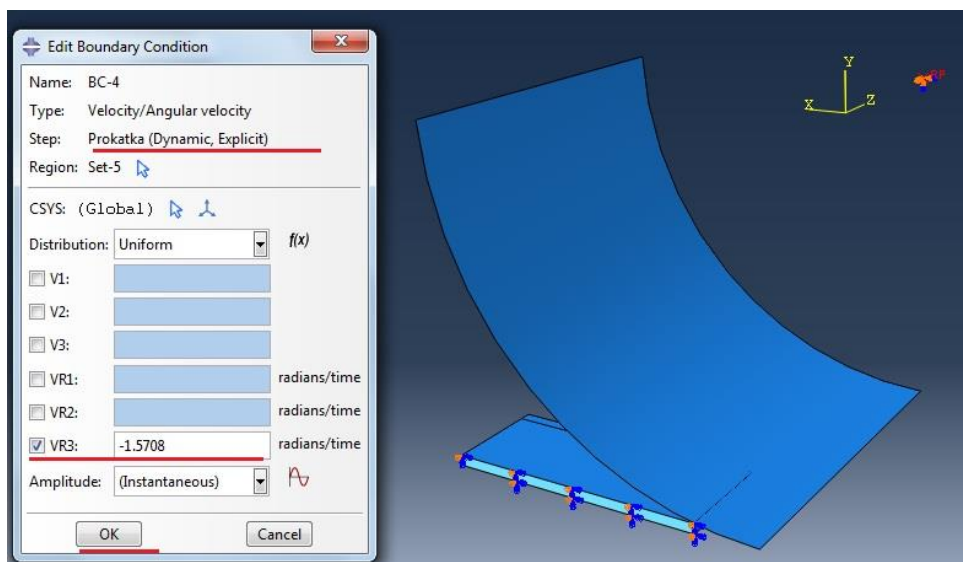 Edit Boundary Condition
Name: BC-4
Type: Velocity/Angular velocity
Step: Prokatka (Dynamic, Explicit)
Region: Set-5
CSYS: (Global)
Distribution: Uniform f(x)
V1:
V2:
V3:
VR1: radians/time
VR2: radians/time
VR3: -1.5708 radians/time
Amplitude: (Instantaneous)
OK Cancel
Y
X Z
RP